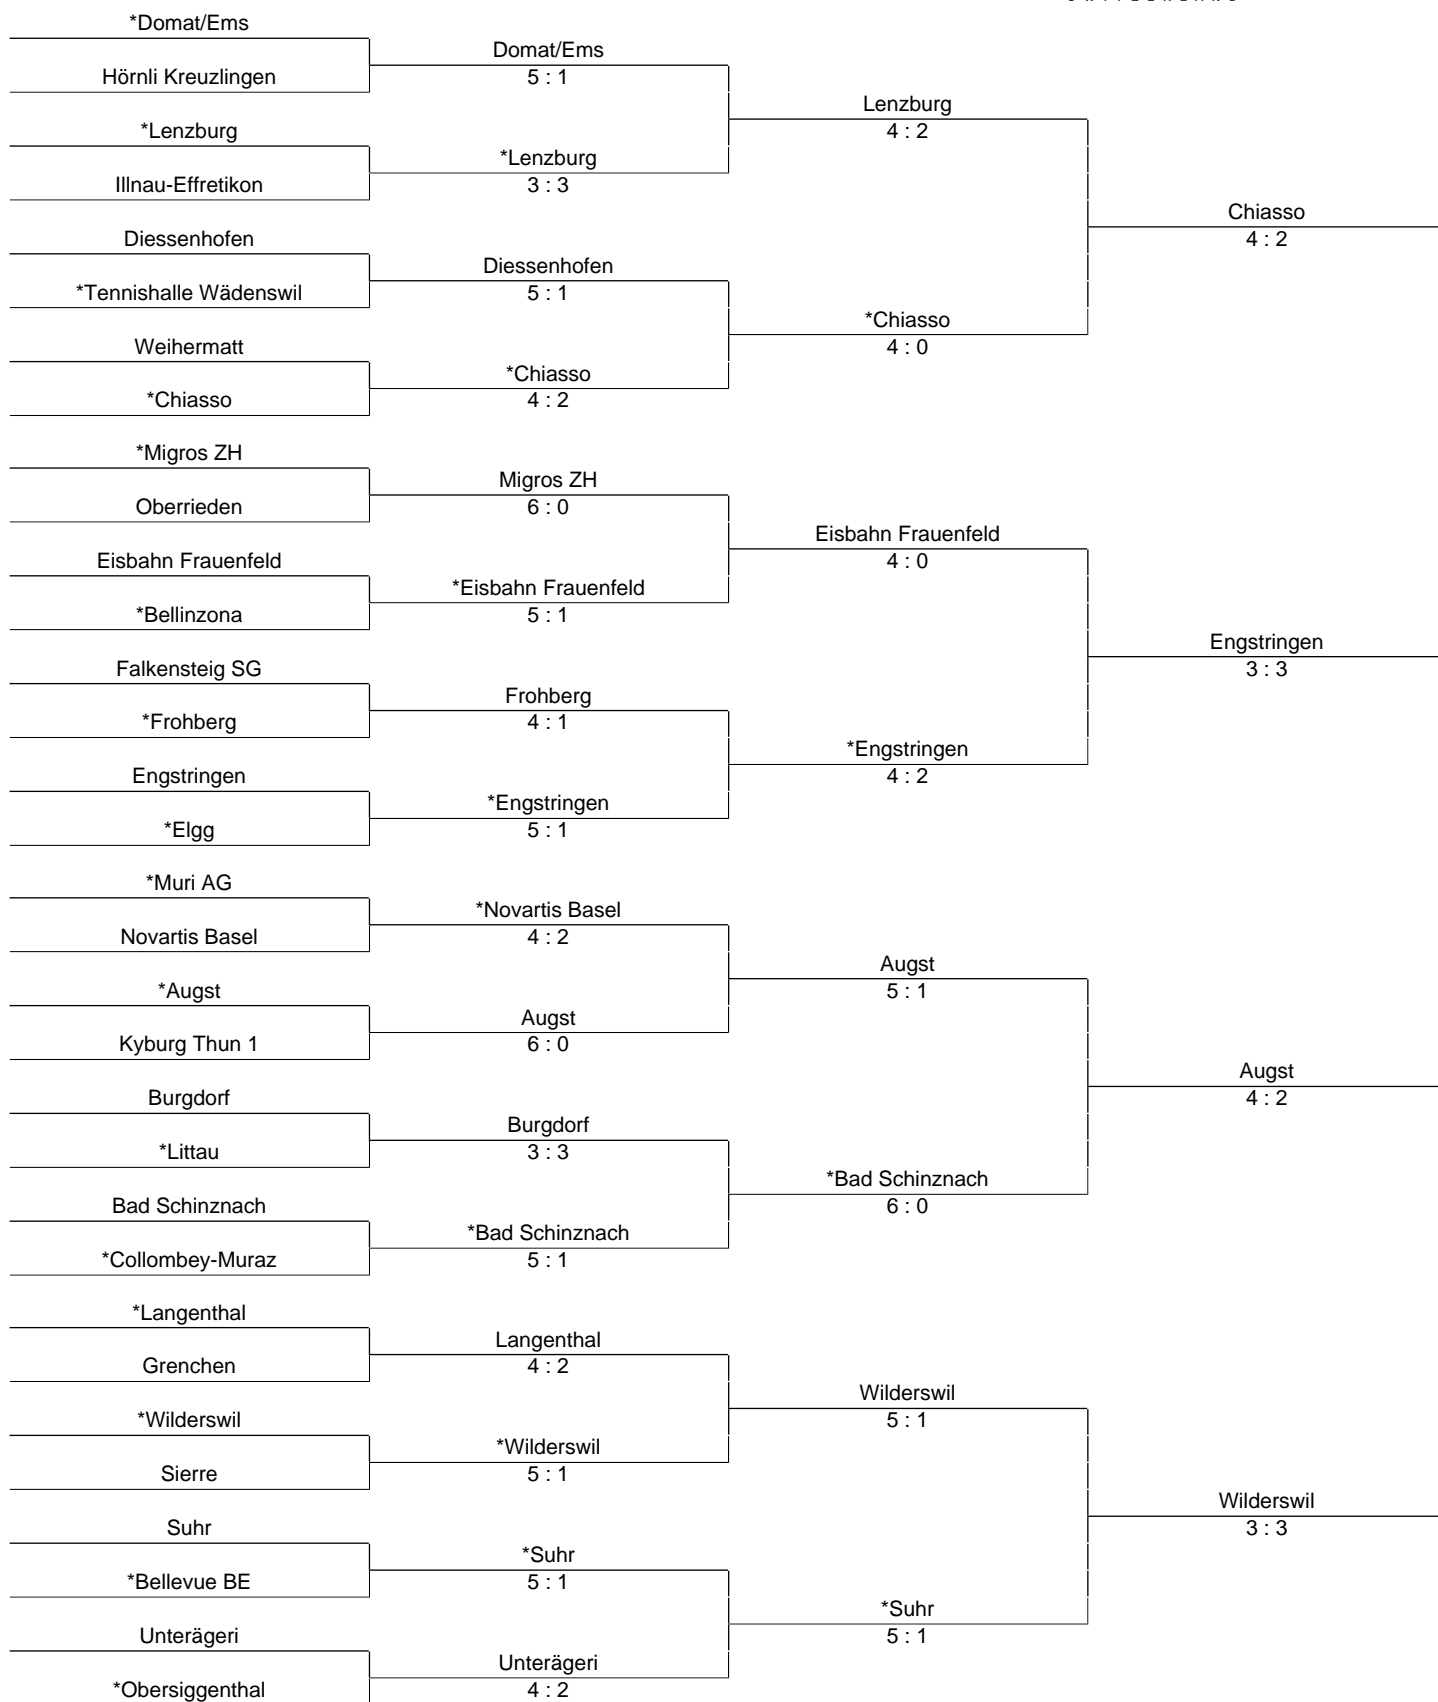 *Domat/Ems
Hörnli Kreuzlingen
*Lenzburg
Illnau-Effretikon
Diessenhofen
*Tennishalle Wädenswil
Weihermatt
*Chiasso
*Migros ZH
Oberrieden
Eisbahn Frauenfeld
*Bellinzona
Falkensteig SG
*Frohberg
Engstringen
*Elgg
*Muri AG
Novartis Basel
*Augst
Kyburg Thun 1
Burgdorf
*Littau
Bad Schinznach
*Collombey-Muraz
*Langenthal
Grenchen
*Wilderswil
Sierre
Suhr
*Bellevue BE
Unterägeri
*Obersiggenthal
Domat/Ems
5 : 1
*Lenzburg
3 : 3
Diessenhofen
5 : 1
*Chiasso
4 : 2
Migros ZH
6 : 0
*Eisbahn Frauenfeld
5 : 1
Frohberg
4 : 1
*Engstringen
5 : 1
*Novartis Basel
4 : 2
Augst
6 : 0
Burgdorf
3 : 3
*Bad Schinznach
5 : 1
Langenthal
4 : 2
*Wilderswil
5 : 1
*Suhr
5 : 1
Unterägeri
4 : 2
Lenzburg
4 : 2
*Chiasso
4 : 0
Eisbahn Frauenfeld
4 : 0
*Engstringen
4 : 2
Augst
5 : 1
*Bad Schinznach
6 : 0
Wilderswil
5 : 1
*Suhr
5 : 1
Chiasso
4 : 2
Engstringen
3 : 3
Augst
4 : 2
Wilderswil
3 : 3